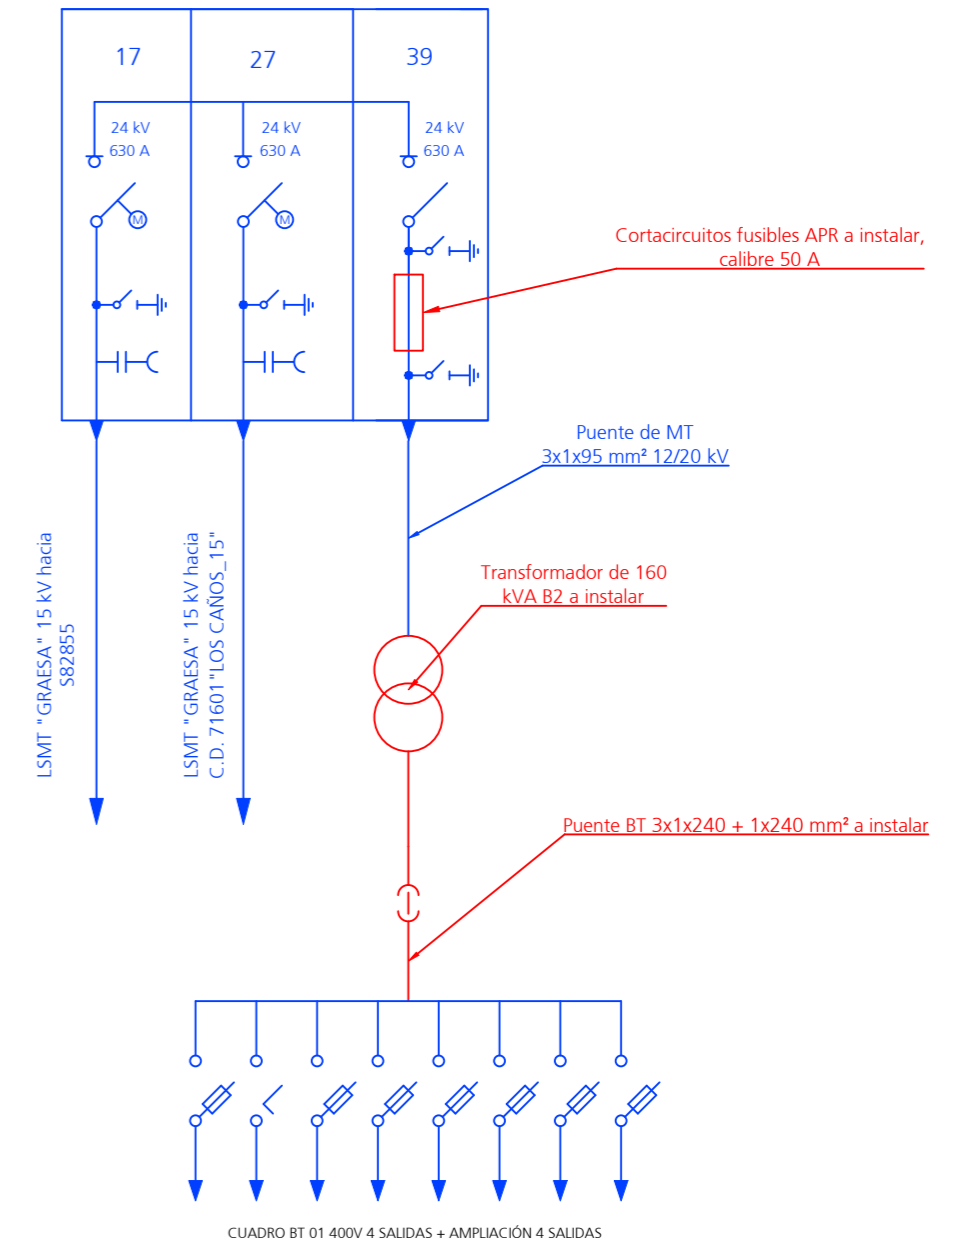 17
27
39
24 kV
630 A
24 kV
630 A
24 kV
630 A
M
M
Cortacircuitos fusibles APR a instalar,
calibre 50 A
Puente de MT
3x1x95 mm² 12/20 kV
LSMT "GRAESA" 15 kV hacia
S82855
LSMT "GRAESA" 15 kV hacia
C.D. 71601"LOS CAÑOS_15"
Transformador de 160
kVA B2 a instalar
Puente BT 3x1x240 + 1x240 mm² a instalar
CUADRO BT 01 400V 4 SALIDAS + AMPLIACIÓN 4 SALIDAS